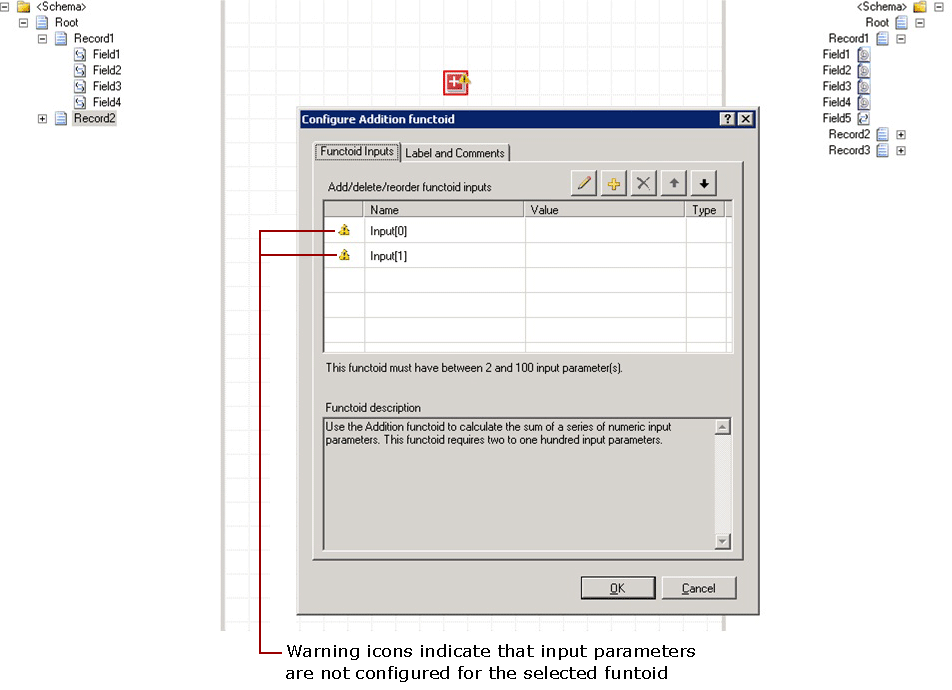 <Schema>
Root
Record1
Field1
Field2
Field3
Field4
Record2
<Schema>
Root
Record1
Field1
Field2
Field3
Field4
Field5
Record2
Record3
Configure Addition functoid
Functoid Inputs Label and Comments
Add/delete/reorder functoid inputs
Name Value Type
Input[0]
Input[1]
This functoid must have between 2 and 100 input parameter(s).
Functoid description
Use the Addition functoid to calculate the sum of a series of numeric input
parameters. This functoid requires two to one hundred input parameters.
OK Cancel
Warning icons indicate that input parameters
are not configured for the selected funtoid